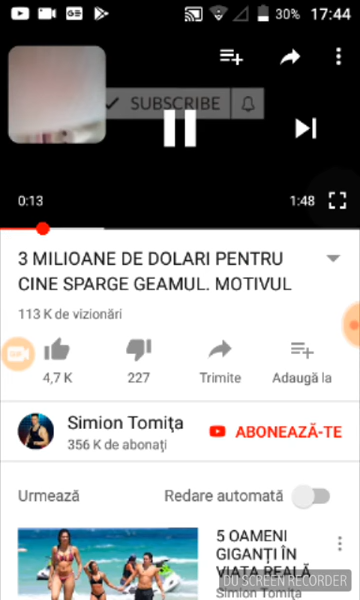 30% 17:44
SUBSCRIBE
0:13
1:48
3 MILIOANE DE DOLARI PENTRU
CINE SPARGE GEAMUL. MOTIVUL
113 K de vizionări
4,7 K
227
Trimite
Adaugă la
Simion Tomiţa
356 K de abonați
ABONEAZĂ-TE
Urmează
Redare automată
5 OAMENI
GIGANȚI ÎN
VIAȚA REALĂ
Simion Tomița
DU SCREEN RECORDER